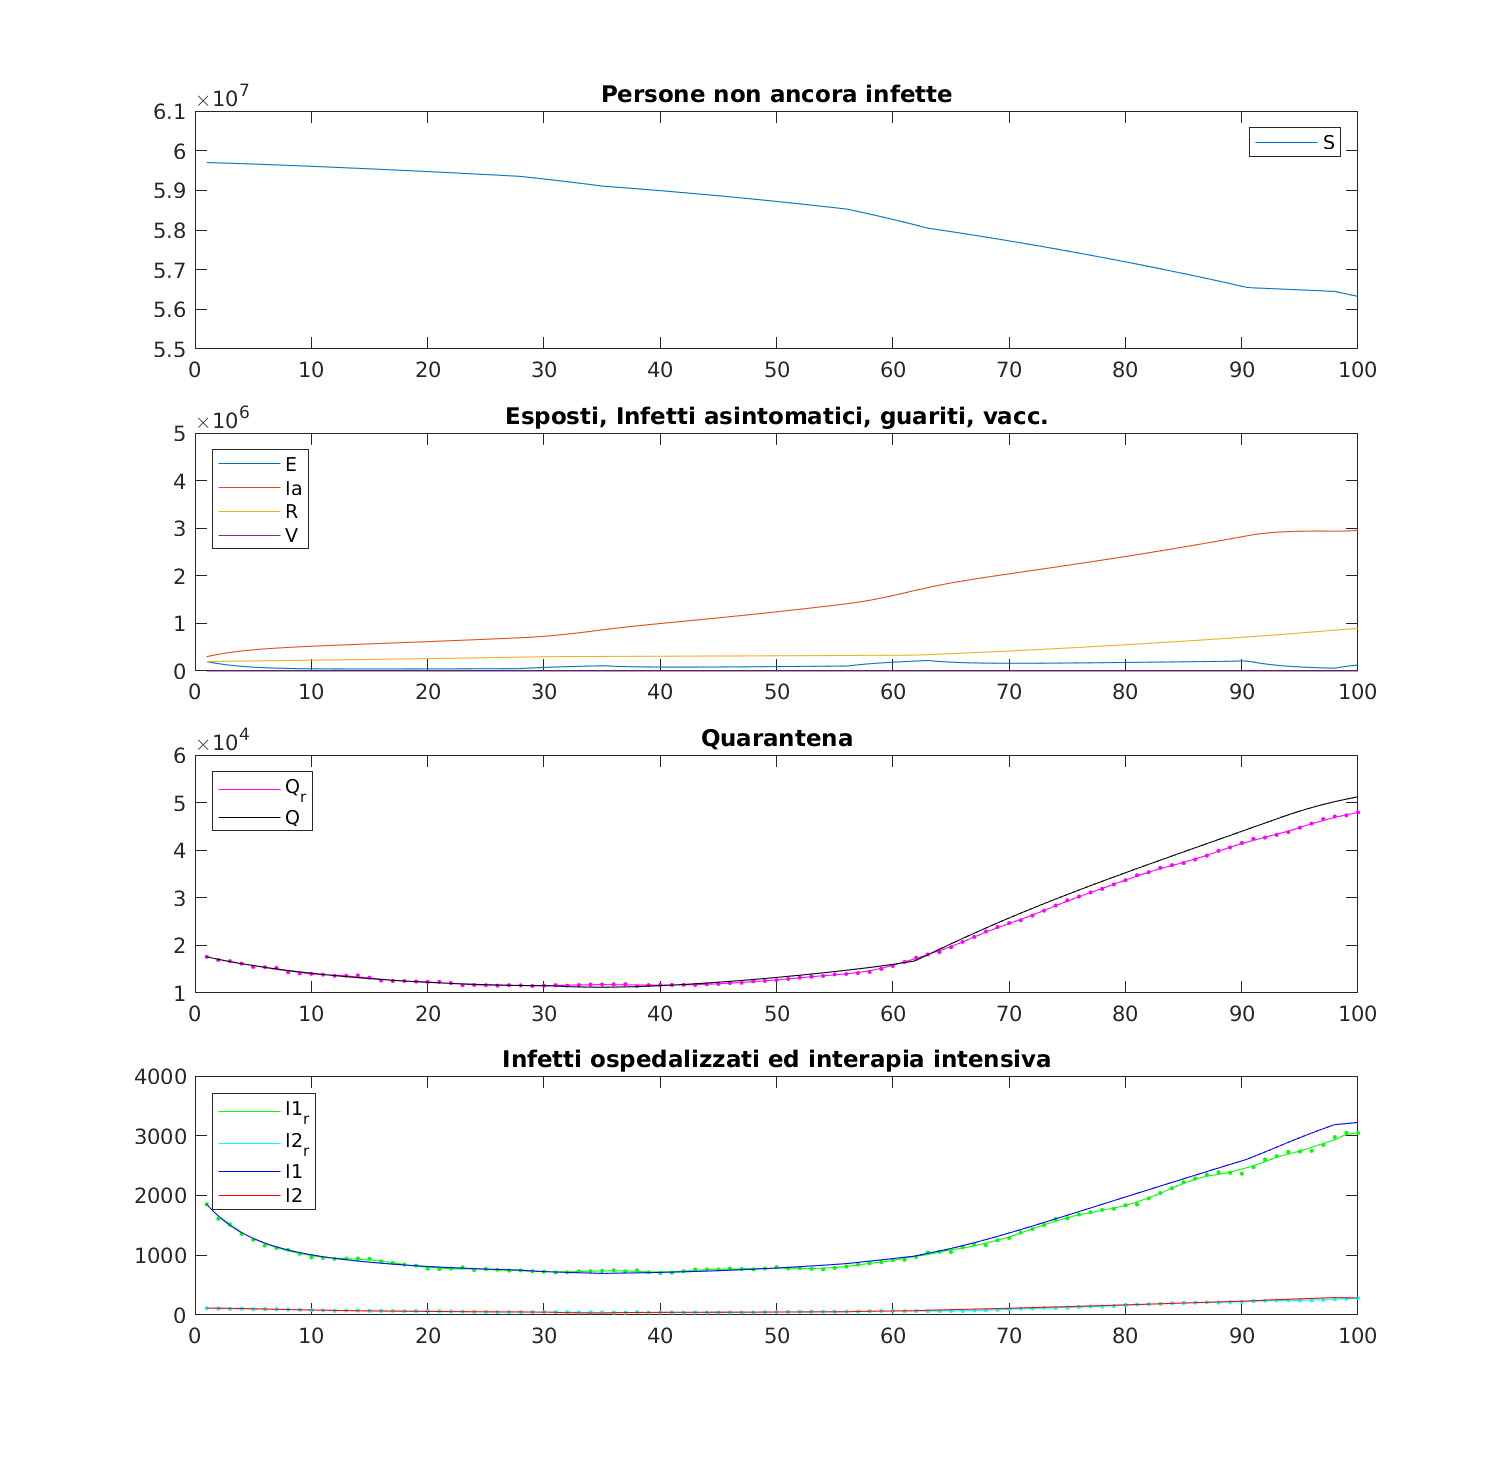 Persone non ancora infette
×10^7
6.1
6
5.9
5.8
5.7
5.6
5.5
S
0 10 20 30 40 50 60 70 80 90 100
Esposti, Infetti asintomatici, guariti, vacc.
×10^6
5
4
3
2
1
0
E
Ia
R
V
0 10 20 30 40 50 60 70 80 90 100
Quarantena
×10^4
6
5
4
3
2
1
Q_r
Q
0 10 20 30 40 50 60 70 80 90 100
Infetti ospedalizzati ed interapia intensiva
4000
3000
2000
1000
0
I1_r
I2_r
I1
I2
0 10 20 30 40 50 60 70 80 90 100